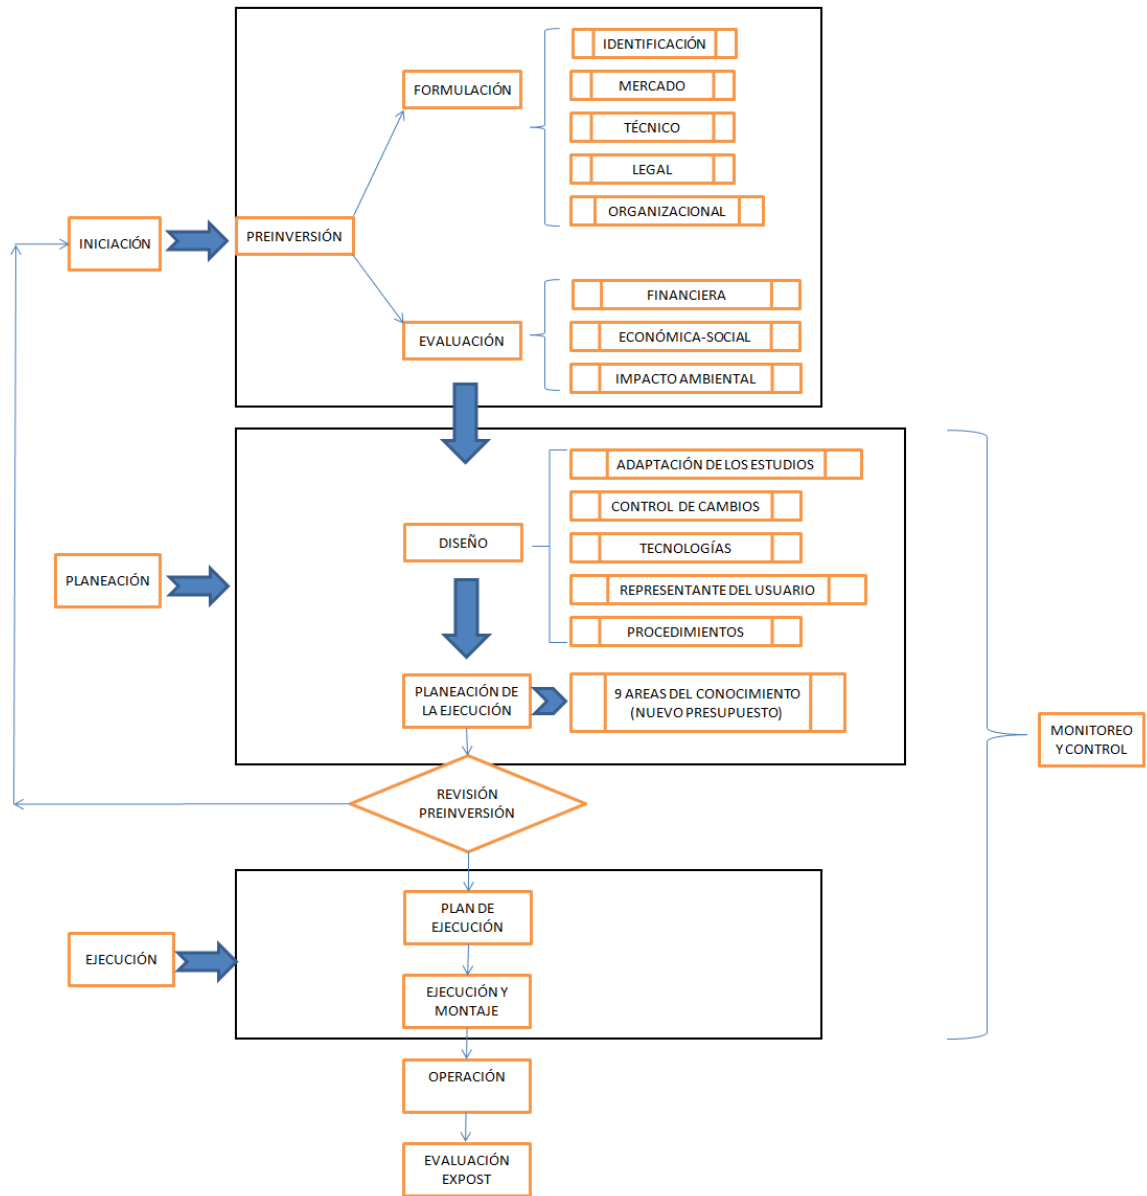 IDENTIFICACIÓN
FORMULACIÓN
MERCADO
TÉCNICO
LEGAL
ORGANIZACIONAL
INICIACIÓN
PREINVERSIÓN
FINANCIERA
EVALUACIÓN
ECONÓMICA-SOCIAL
IMPACTO AMBIENTAL
ADAPTACIÓN DE LOS ESTUDIOS
CONTROL DE CAMBIOS
DISEÑO
TECNOLOGÍAS
PLANEACIÓN
REPRESENTANTE DEL USUARIO
PROCEDIMIENTOS
PLANEACIÓN DE
LA EJECUCIÓN
9 AREAS DEL CONOCIMIENTO
(NUEVO PRESUPUESTO)
MONITOREO
Y CONTROL
REVISIÓN
PREINVERSIÓN
PLAN DE
EJECUCIÓN
EJECUCIÓN
EJECUCIÓN Y
MONTAJE
OPERACIÓN
EVALUACIÓN
EXPOST